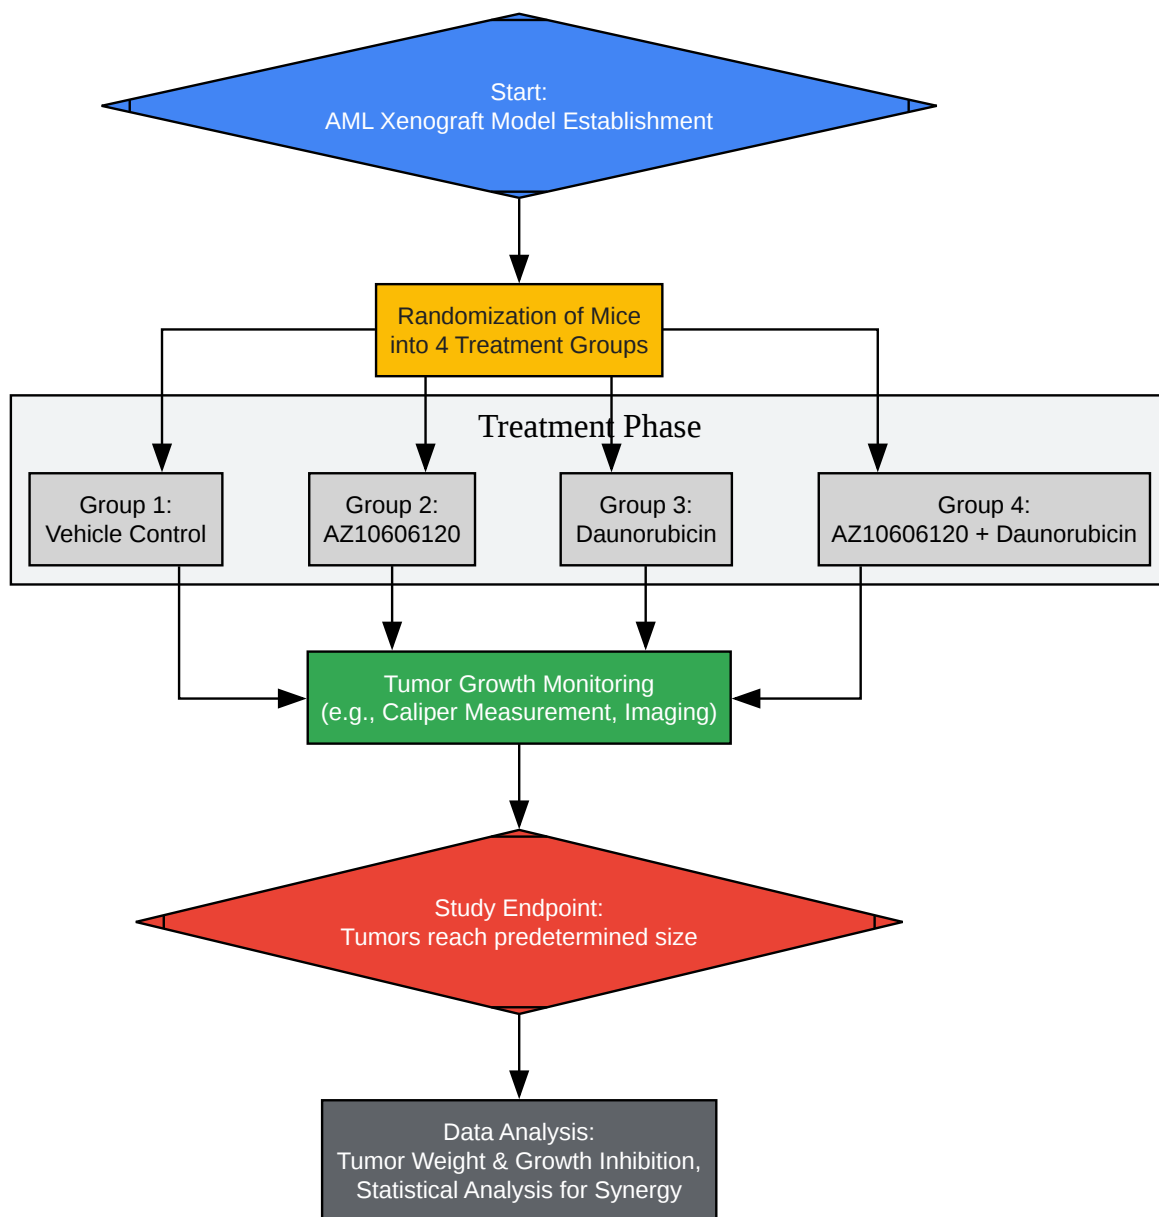 Start:
AML Xenograft Model Establishment
Randomization of Mice
into 4 Treatment Groups
Treatment Phase
Group 1:
Vehicle Control
Group 2:
AZ10606120
Group 3:
Daunorubicin
Group 4:
AZ10606120 + Daunorubicin
Tumor Growth Monitoring
(e.g., Caliper Measurement, Imaging)
Study Endpoint:
Tumors reach predetermined size
Data Analysis:
Tumor Weight & Growth Inhibition,
Statistical Analysis for Synergy